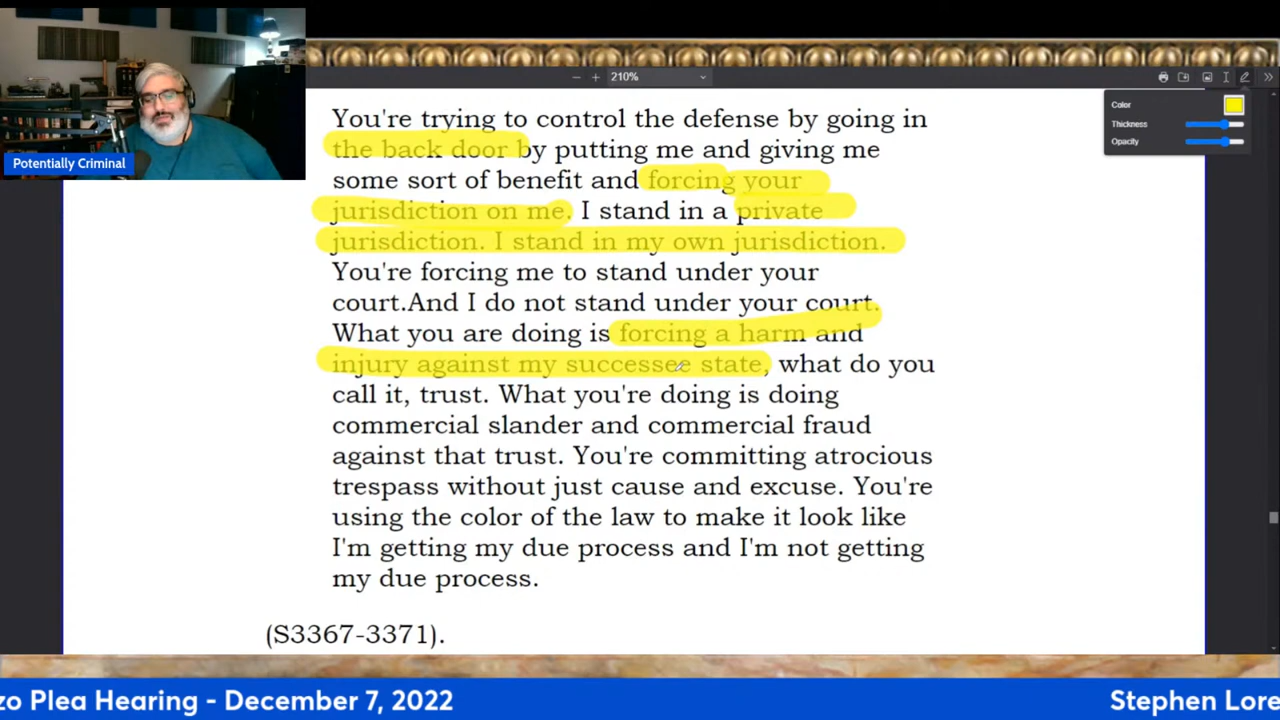 210%
Color
Thickness
Opacity
Potentially Criminal
You're trying to control the defense by going in
the back door by putting me and giving me
some sort of benefit and forcing your
jurisdiction on me. I stand in a private
jurisdiction. I stand in my own jurisdiction.
You're forcing me to stand under your
court.And I do not stand under your court.
What you are doing is forcing a harm and
injury against my successee state, what do you
call it, trust. What you're doing is doing
commercial slander and commercial fraud
against that trust. You're committing atrocious
trespass without just cause and excuse. You're
using the color of the law to make it look like
I'm getting my due process and I'm not getting
my due process.
(S3367-3371).
zo Plea Hearing - December 7, 2022 Stephen Lore